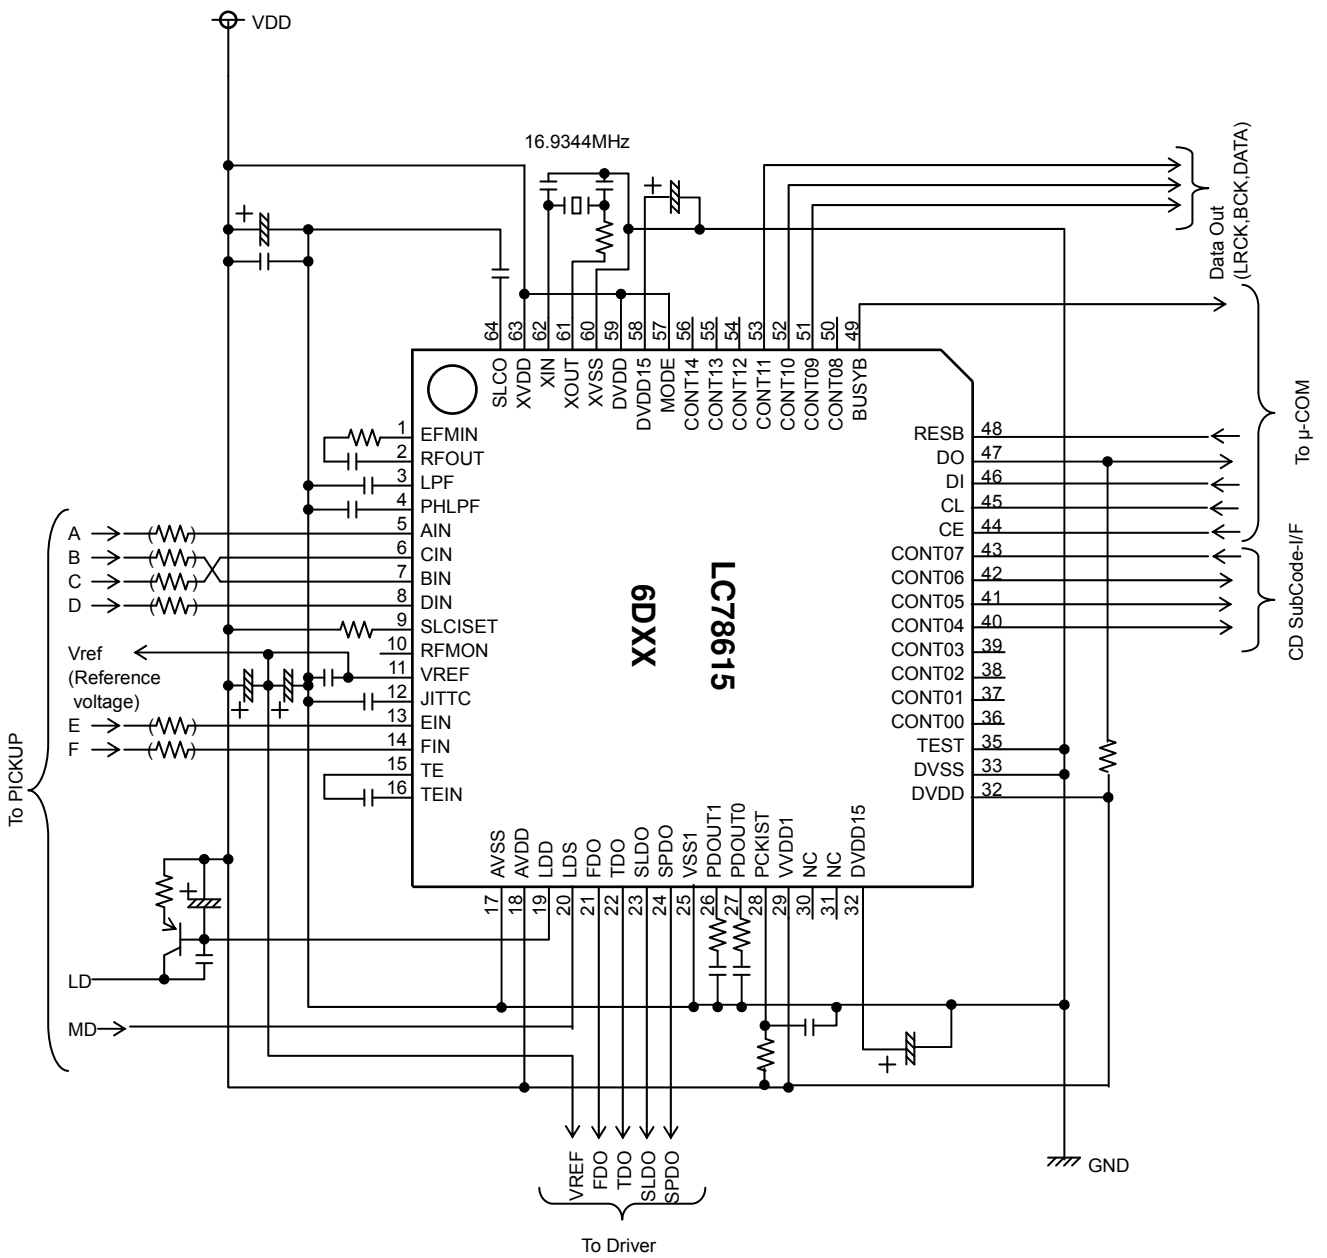 VDD
16.9344MHz
Data Out
(LRCK,BCK,DATA)
To µ-COM
CD SubCode-I/F
64 63 62 61 60 59 58 57 56 55 54 53 52 51 50 49
SLCO XVDD XIN XOUT XVSS DVDD DVDD15 MODE CONT14 CONT13 CONT12 CONT11 CONT10 CONT09 CONT08 BUSYB
1 EFMIN
2 RFOUT
3 LPF
4 PHLPF
5 AIN
6 CIN
7 BIN
8 DIN
9 SLCISET
10 RFMON
11 VREF
12 JITTC
13 EIN
14 FIN
15 TE
16 TEIN
LC78615
6DXX
RESB 48
DO 47
DI 46
CL 45
CE 44
CONT07 43
CONT06 42
CONT05 41
CONT04 40
CONT03 39
CONT02 38
CONT01 37
CONT00 36
TEST 35
DVSS 33
DVDD 32
A
B
C
D
Vref
(Reference
voltage)
E
F
To PICKUP
LD
MD
AVSS AVDD LDD LDS FDO TDO SLDO SPDO VSS1 PDOUT1 PDOUT0 PCKIST VVDD1 NC NC DVDD15
17 18 19 20 21 22 23 24 25 26 27 28 29 30 31 32
+
+
+
+
+
+
VREF FDO TDO SLDO SPDO
To Driver
GND